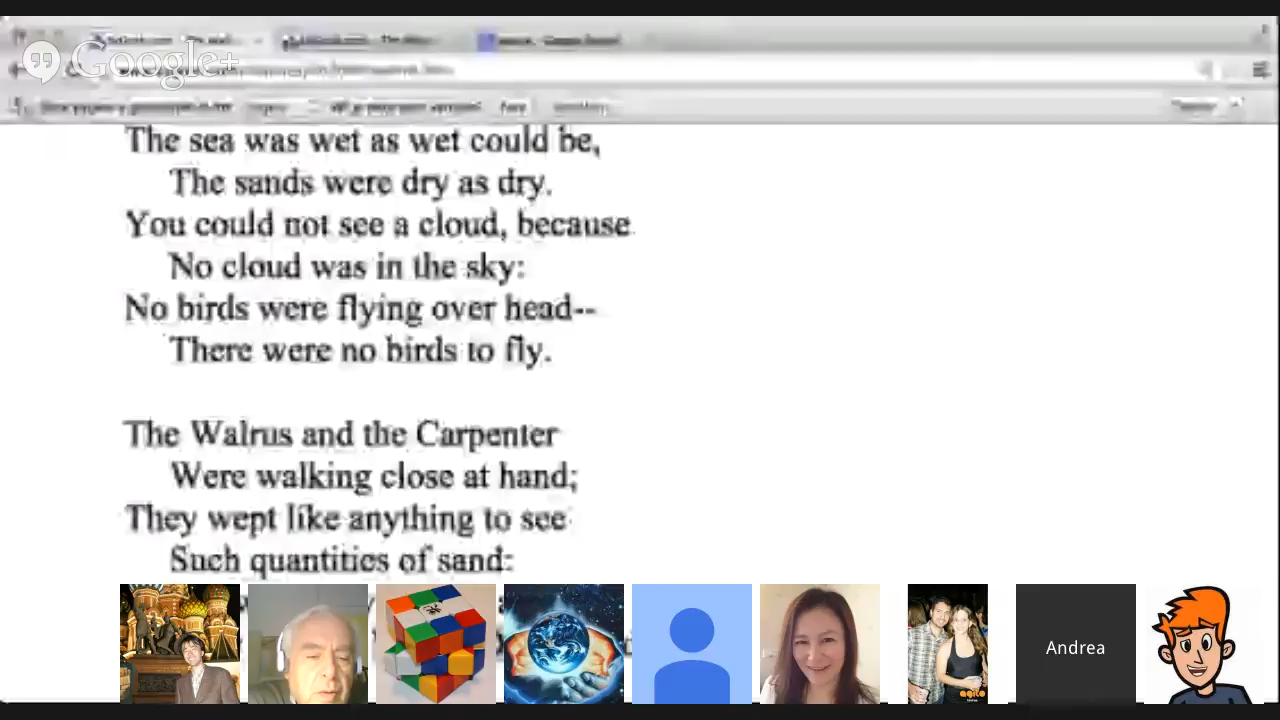 Google+
The sea was wet as wet could be,
The sands were dry as dry.
You could not see a cloud, because
No cloud was in the sky:
No birds were flying over head--
There were no birds to fly.
The Walrus and the Carpenter
Were walking close at hand;
They wept like anything to see
Such quantities of sand:
Andrea